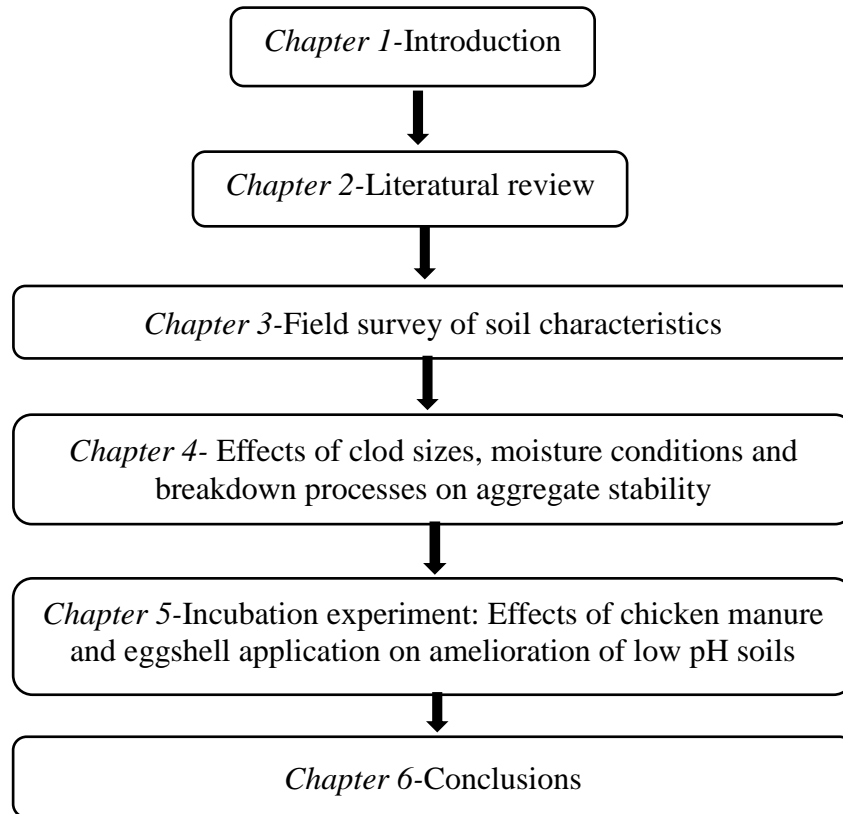 Chapter 1-Introduction
Chapter 2-Literatural review
Chapter 3-Field survey of soil characteristics
Chapter 4- Effects of clod sizes, moisture conditions and
breakdown processes on aggregate stability
Chapter 5-Incubation experiment: Effects of chicken manure
and eggshell application on amelioration of low pH soils
Chapter 6-Conclusions